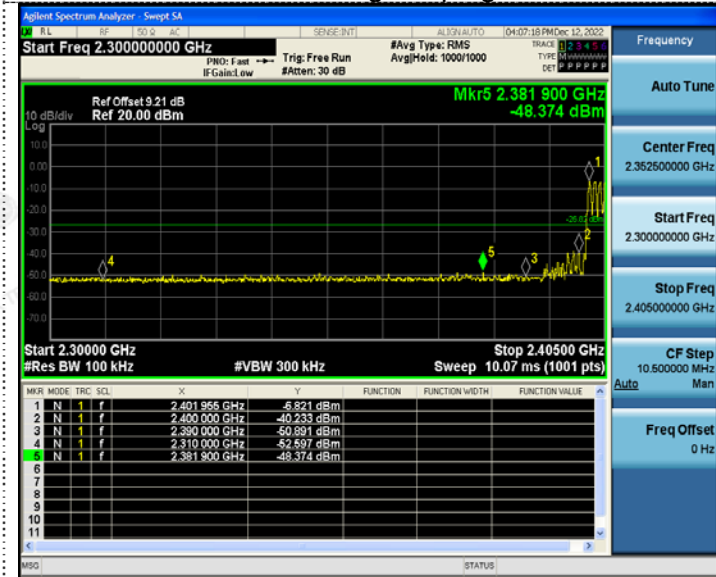 Agilent Spectrum Analyzer - Swept SA
RL RF 50 Ω AC SENSE:INT ALIGN AUTO 04:07:18 PM Dec 12, 2022
Start Freq 2.300000000 GHz
PNO: Fast
IFGain:Low
Trig: Free Run
#Atten: 30 dB
#Avg Type: RMS
Avg|Hold: 1000/1000
TRACE 1 2 3 4 5 6
TYPE M
DET P P P P P P
Ref Offset 9.21 dB
10 dB/div Ref 20.00 dBm
Log
Mkr5 2.381 900 GHz
-48.374 dBm
10.0
0.00
-10.0
-20.0
-30.0
-40.0
-50.0
-60.0
-70.0
1
2
3
4
5
Start 2.30000 GHz Stop 2.40500 GHz
#Res BW 100 kHz #VBW 300 kHz Sweep 10.07 ms (1001 pts)
MKR MODE TRC SCL X Y FUNCTION FUNCTION WIDTH FUNCTION VALUE
1 N 1 f 2.401 955 GHz -6.821 dBm
2 N 1 f 2.400 000 GHz -40.233 dBm
3 N 1 f 2.390 000 GHz -50.891 dBm
4 N 1 f 2.310 000 GHz -52.597 dBm
5 N 1 f 2.381 900 GHz -48.374 dBm
6
7
8
9
10
11
MSG STATUS
Frequency
Auto Tune
Center Freq
2.352500000 GHz
Start Freq
2.300000000 GHz
Stop Freq
2.405000000 GHz
CF Step
10.500000 MHz
Auto Man
Freq Offset
0 Hz